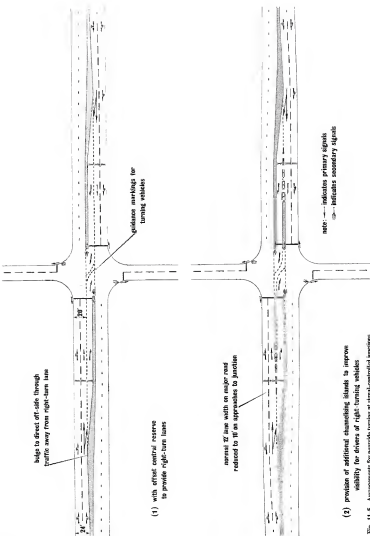 bulge to direct off-side through
traffic away from right-turn lane
24'
20'
guidance markings for
turning vehicles
(1) with offset central reserve
to provide right-turn lanes
normal 12' lane width on major road
reduced to 10' on approaches to junction
note:
indicates primary signals
indicates secondary signals
(2) provision of additional channelising islands to improve
visibility for drivers of right-turning vehicles